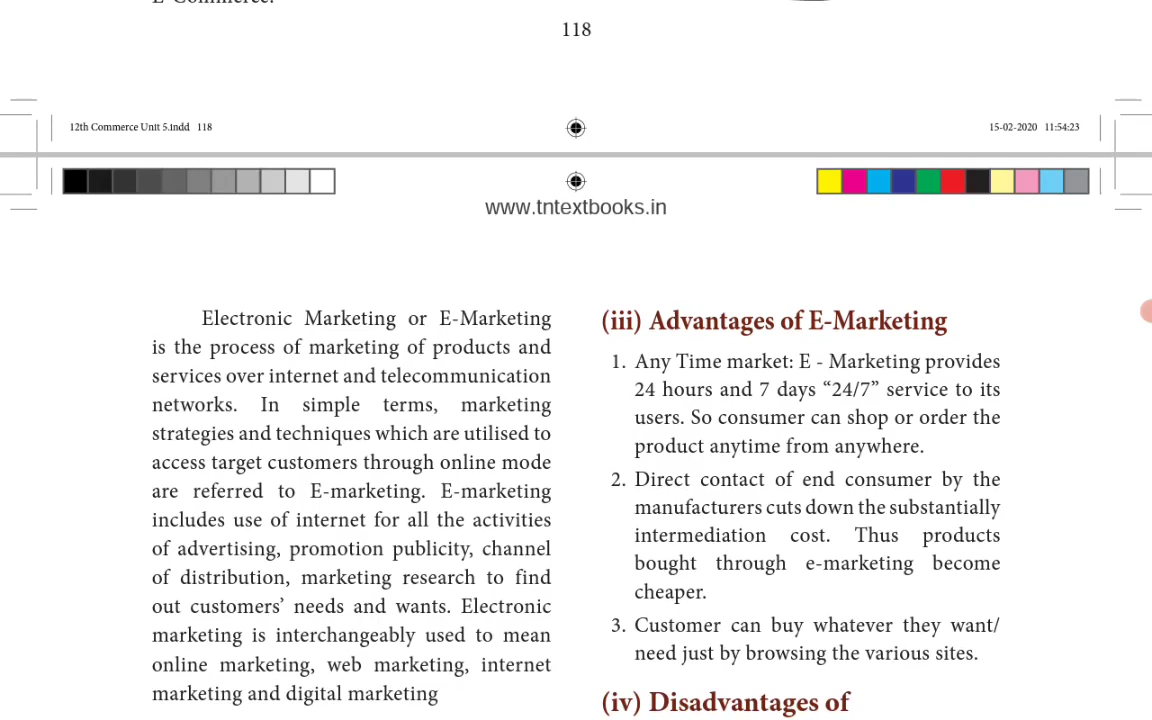 118
12th Commerce Unit 5.indd 118
15-02-2020 11:54:23
www.tntextbooks.in
Electronic Marketing or E-Marketing
is the process of marketing of products and
services over internet and telecommunication
networks. In simple terms, marketing
strategies and techniques which are utilised to
access target customers through online mode
are referred to E-marketing. E-marketing
includes use of internet for all the activities
of advertising, promotion publicity, channel
of distribution, marketing research to find
out customers’ needs and wants. Electronic
marketing is interchangeably used to mean
online marketing, web marketing, internet
marketing and digital marketing
(iii) Advantages of E-Marketing
1. Any Time market: E - Marketing provides
24 hours and 7 days “24/7” service to its
users. So consumer can shop or order the
product anytime from anywhere.
2. Direct contact of end consumer by the
manufacturers cuts down the substantially
intermediation cost. Thus products
bought through e-marketing become
cheaper.
3. Customer can buy whatever they want/
need just by browsing the various sites.
(iv) Disadvantages of